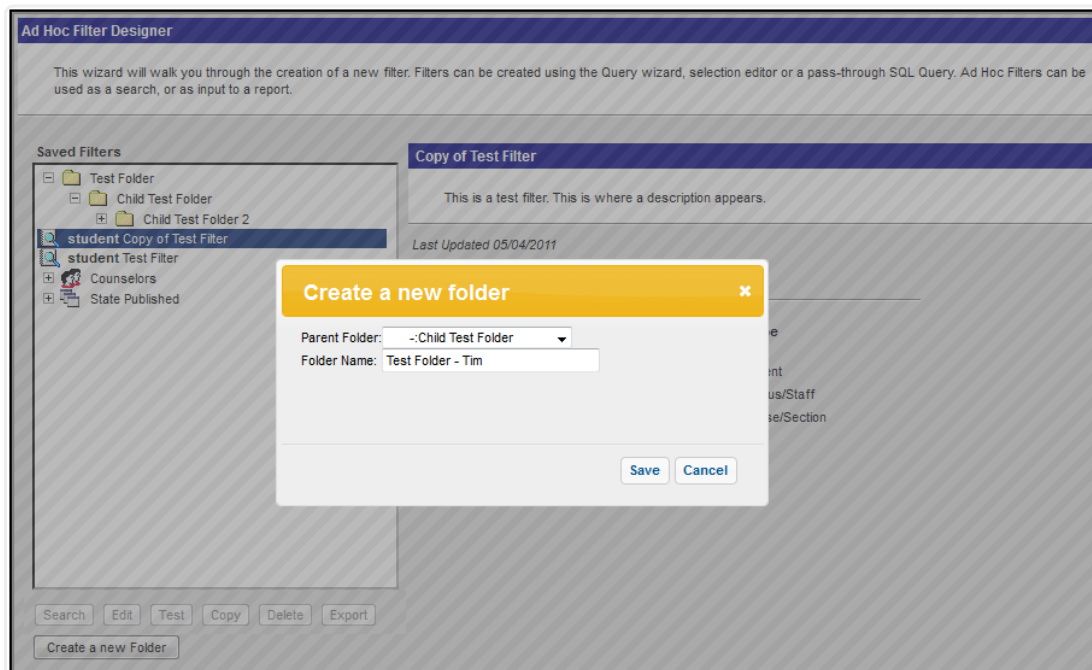 Ad Hoc Filter Designer
This wizard will walk you through the creation of a new filter. Filters can be created using the Query wizard, selection editor or a pass-through SQL Query. Ad Hoc Filters can be
used as a search, or as input to a report.
Saved Filters
Test Folder
Child Test Folder
Child Test Folder 2
student Copy of Test Filter
student Test Filter
Counselors
State Published
Copy of Test Filter
This is a test filter. This is where a description appears.
Last Updated 05/04/2011
Create a new folder
Parent Folder: -:Child Test Folder
Folder Name: Test Folder - Tim
Save Cancel
se/Section
us/Staff
Search Edit Test Copy Delete Export
Create a new Folder